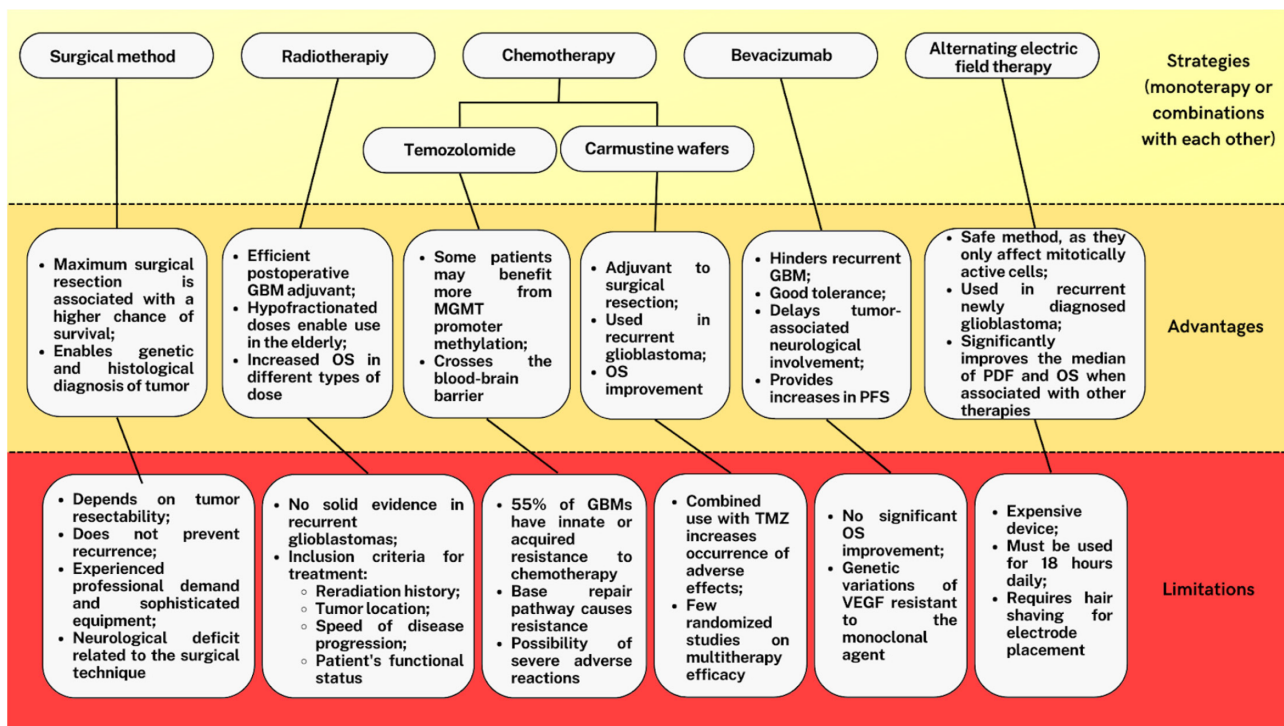 Surgical method
Radiotherapiy
Chemotherapy
Bevacizumab
Alternating electric
field therapy
Strategies
(monoterapy or
combinations
with each other)
Temozolomide
Carmustine wafers
• Maximum surgical
resection is
associated with a
higher chance of
survival;
• Enables genetic
and histological
diagnosis of tumor
• Efficient
postoperative
GBM adjuvant;
• Hypofractionated
doses enable use
in the elderly;
• Increased OS in
different types of
dose
• Some patients
may benefit
more from
MGMT
promoter
methylation;
• Crosses the
blood-brain
barrier
• Adjuvant to
surgical
resection;
• Used in
recurrent
glioblastoma;
• OS
improvement
• Hinders recurrent
GBM;
• Good tolerance;
• Delays tumor-
associated
neurological
involvement;
• Provides
increases in PFS
• Safe method, as they
only affect mitotically
active cells;
• Used in recurrent
newly diagnosed
glioblastoma;
• Significantly
improves the median
of PDF and OS when
associated with other
therapies
Advantages
• Depends on tumor
resectability;
• Does not prevent
recurrence;
• Experienced
professional demand
and sophisticated
equipment;
• Neurological deficit
related to the surgical
technique
• No solid evidence in
recurrent
glioblastomas;
• Inclusion criteria for
treatment:
○ Reradiation history;
○ Tumor location;
○ Speed of disease
progression;
○ Patient's functional
status
• 55% of GBMs
have innate or
acquired
resistance to
chemotherapy
• Base repair
pathway causes
resistance
• Possibility of
severe adverse
reactions
• Combined
use with TMZ
increases
occurrence of
adverse
effects;
• Few
randomized
studies on
multitherapy
efficacy
• No significant
OS
improvement;
• Genetic
variations of
VEGF resistant
to the
monoclonal
agent
• Expensive
device;
• Must be used
for 18 hours
daily;
• Requires hair
shaving for
electrode
placement
Limitations